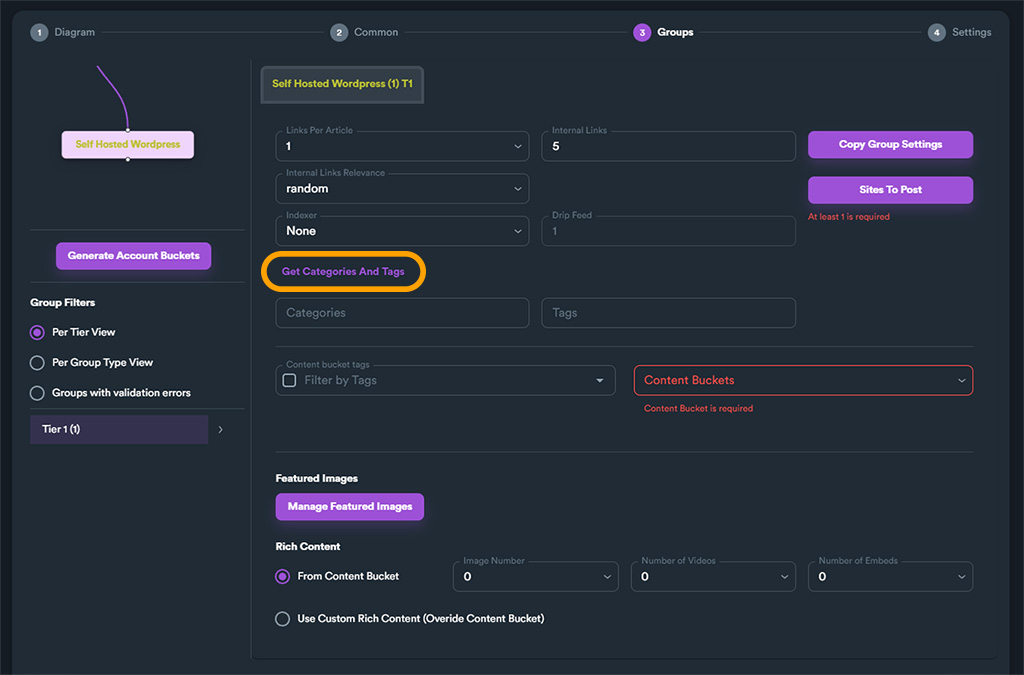 1 Diagram 2 Common 3 Groups 4 Settings
Self Hosted Wordpress
Generate Account Buckets
Group Filters
Per Tier View
Per Group Type View
Groups with validation errors
Tier 1 (1)
Self Hosted Wordpress (1) T1
Links Per Article
1
Internal Links
5
Copy Group Settings
Internal Links Relevance
random
Sites To Post
At least 1 is required
Indexer
None
Drip Feed
1
Get Categories And Tags
Categories
Tags
Content bucket tags
Filter by Tags
Content Buckets
Content Bucket is required
Featured Images
Manage Featured Images
Rich Content
From Content Bucket
Image Number
0
Number of Videos
0
Number of Embeds
0
Use Custom Rich Content (Overide Content Bucket)